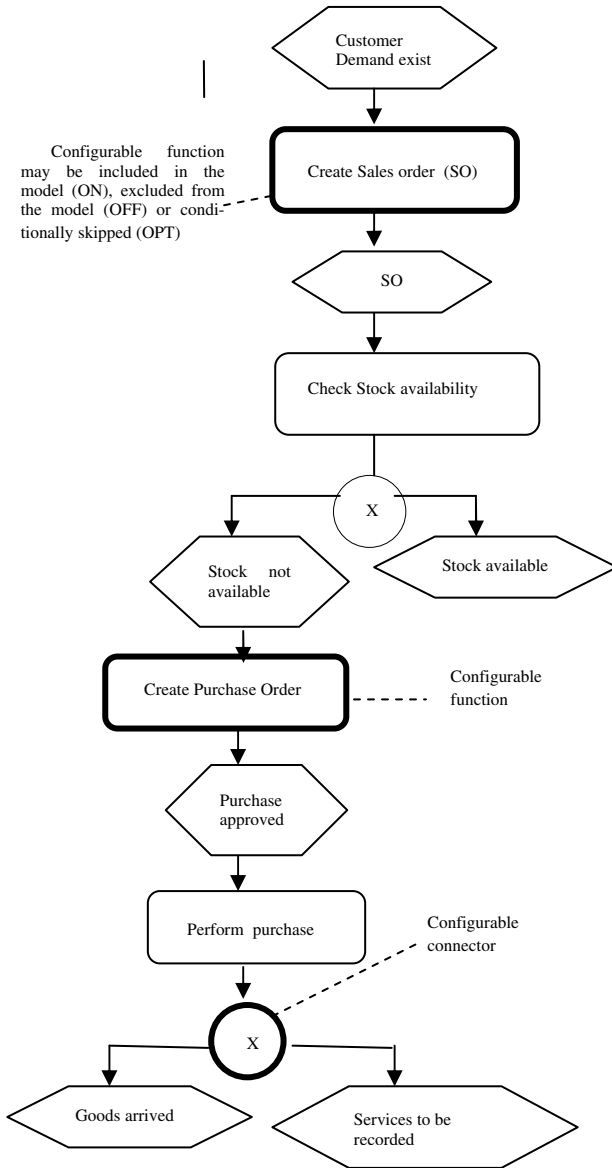 Customer
Demand exist
Configurable function
may be included in the
model (ON), excluded from
the model (OFF) or condi-
tionally skipped (OPT)
Create Sales order (SO)
SO
Check Stock availability
X
Stock not
available
Stock available
Create Purchase Order
Configurable
function
Purchase
approved
Perform purchase
Configurable
connector
X
Goods arrived
Services to be
recorded